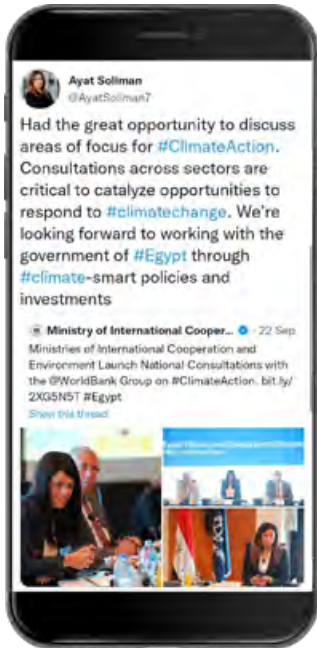 Ayat Soliman
@AyatSoliman7
Had the great opportunity to discuss
areas of focus for #ClimateAction.
Consultations across sectors are
critical to catalyze opportunities to
respond to #climatechange. We're
looking forward to working with the
government of #Egypt through
#climate-smart policies and
investments
Ministry of International Cooper... · 22 Sep
Ministries of International Cooperation and
Environment Launch National Consultations with
the @WorldBank Group on #ClimateAction. bit.ly/
2XG5N5T #Egypt
Show this thread